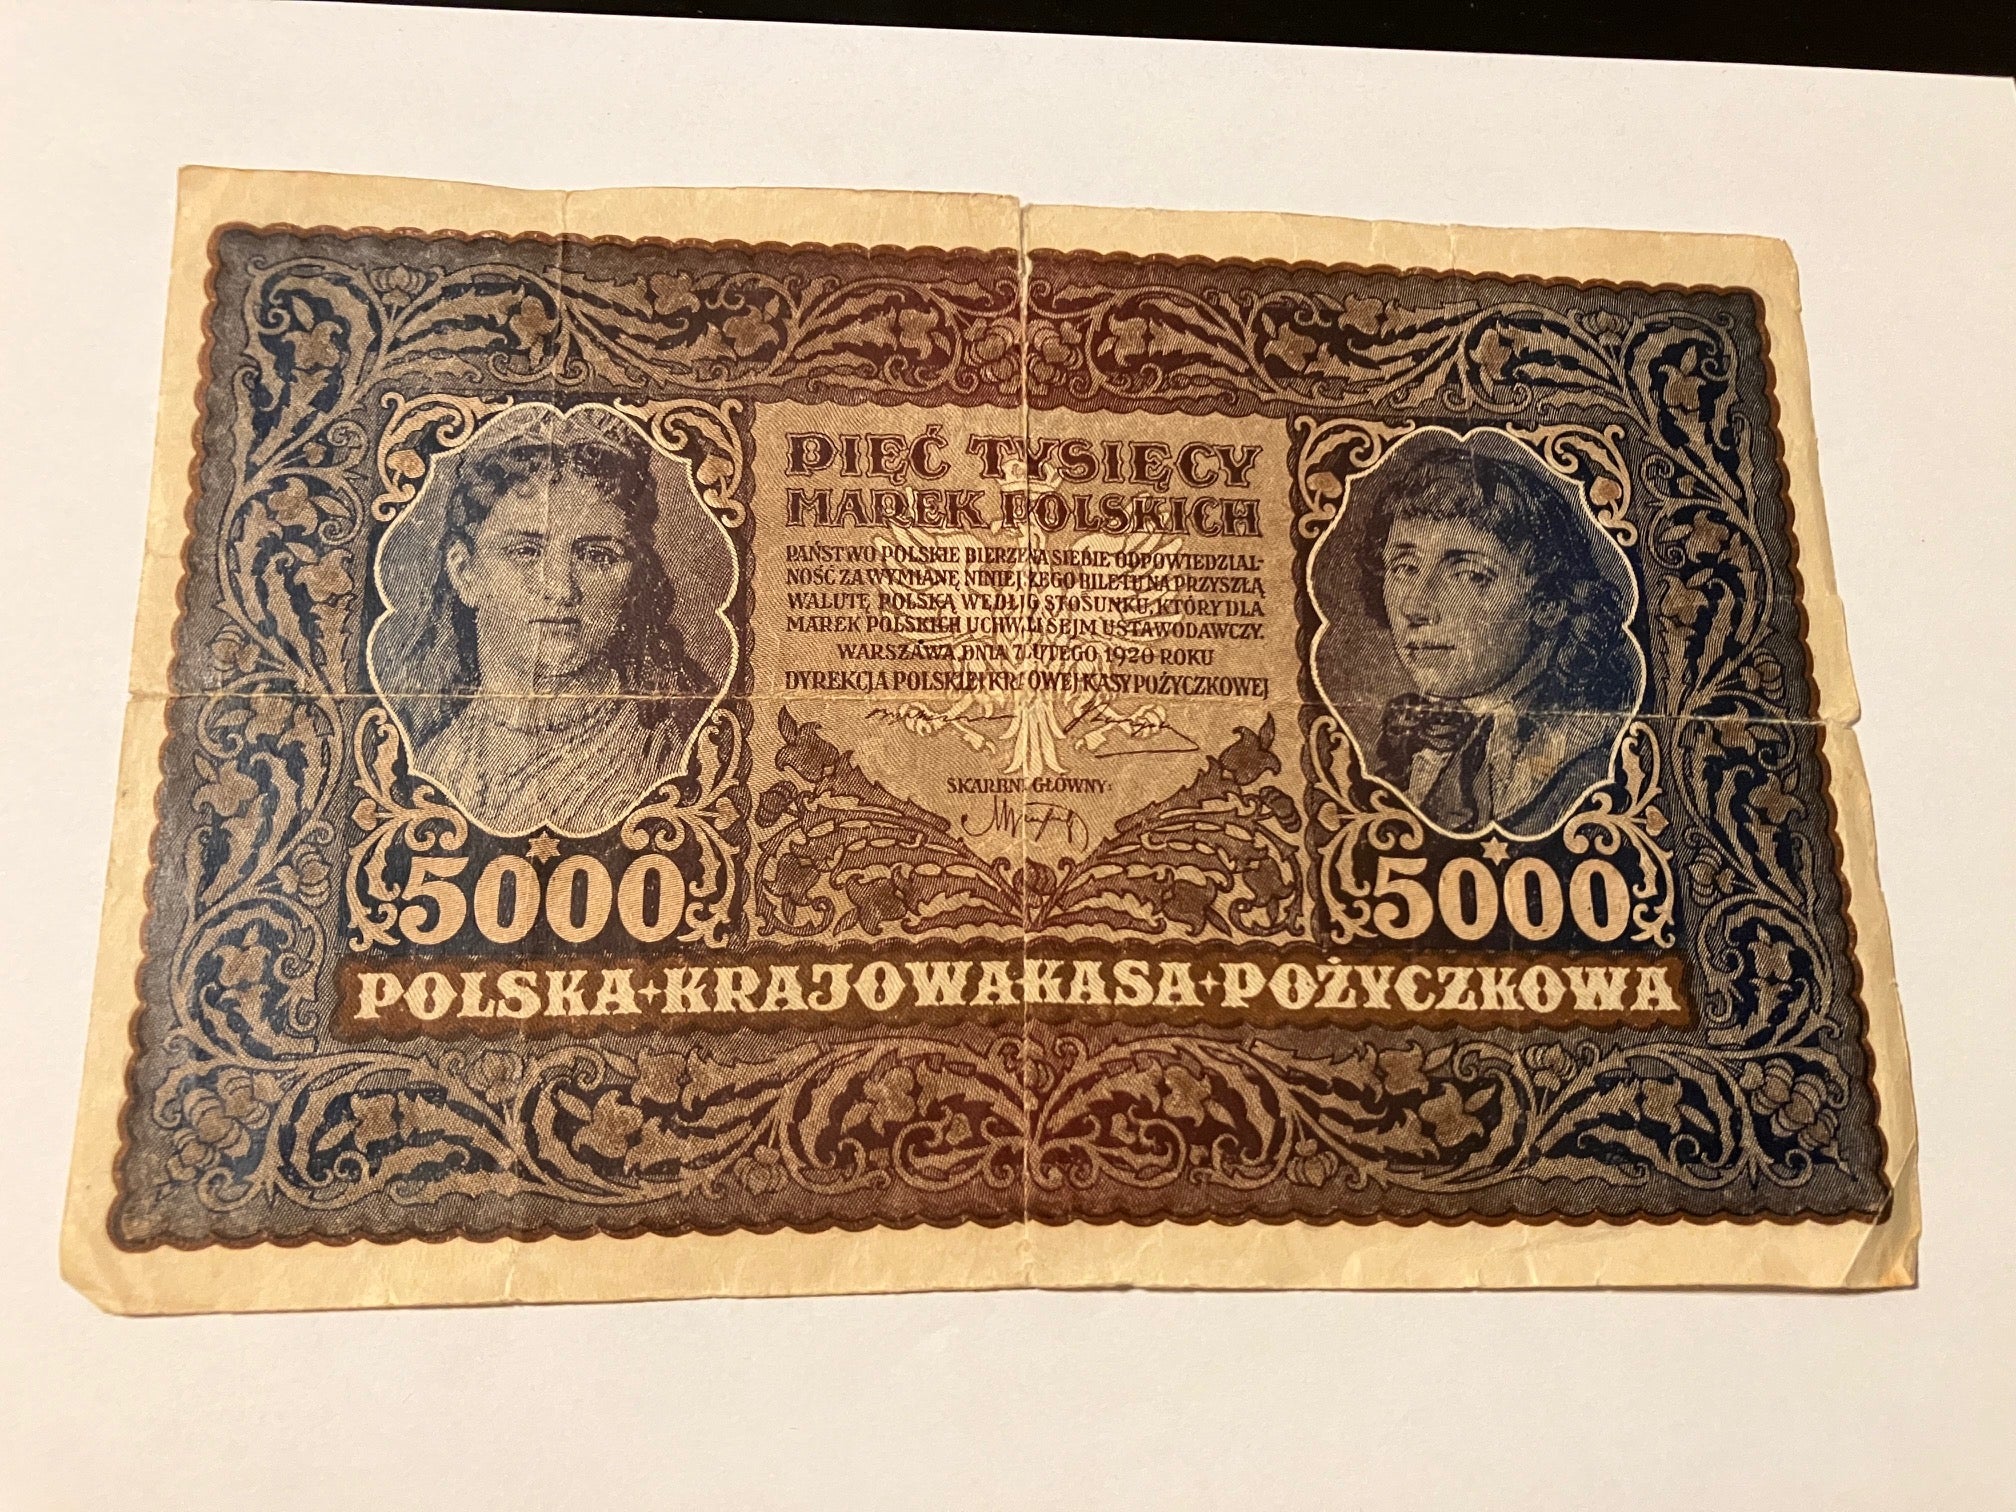 PIĘĆ TYSIĘCY
MAREK POLSKICH
PAŃSTWO POLSKIE BIERZE NA SIEBIE ODPOWIEDZIAL-
NOŚĆ ZA WYMIANĘ NINIEJSZEGO BILETU NA PRZYSZŁĄ
WALUTĘ POLSKĄ WEDŁUG STOSUNKU, KTÓRY DLA
MAREK POLSKICH UCHWALI SEJM USTAWODAWCZY.
WARSZAWA, DNIA 7 LUTEGO 1920 ROKU
DYREKCJA POLSKIEJ KRAJOWEJ KASY POŻYCZKOWEJ
SKARBNIK GŁÓWNY:
5000 5000
POLSKA+KRAJOWA+KASA+POŻYCZKOWA